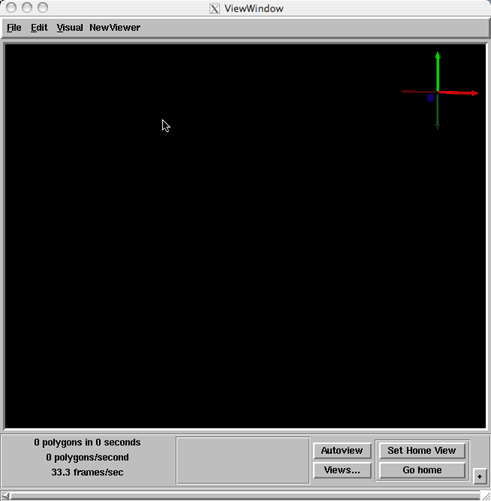 ViewWindow
File Edit Visual NewViewer
0 polygons in 0 seconds
0 polygons/second
33.3 frames/sec
Autoview
Views...
Set Home View
Go home
+